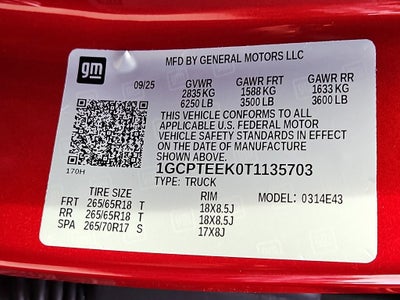 gm
MFD BY GENERAL MOTORS LLC
09/25 GVWR GAWR FRT GAWR RR
2835 KG 1588 KG 1633 KG
6250 LB 3500 LB 3600 LB
THIS VEHICLE CONFORMS TO ALL
APPLICABLE U.S. FEDERAL MOTOR
VEHICLE SAFETY STANDARDS IN EFFECT
ON THE DATE OF MANUFACTURE
SHOWN ABOVE.
170H
1GCPTEEK0T1135703
TYPE: TRUCK
TIRE SIZE RIM MODEL: 0314E43
FRT 265/65R18 T 18X8.5J
RR 265/65R18 T 18X8.5J
SPA 265/70R17 S 17X8J